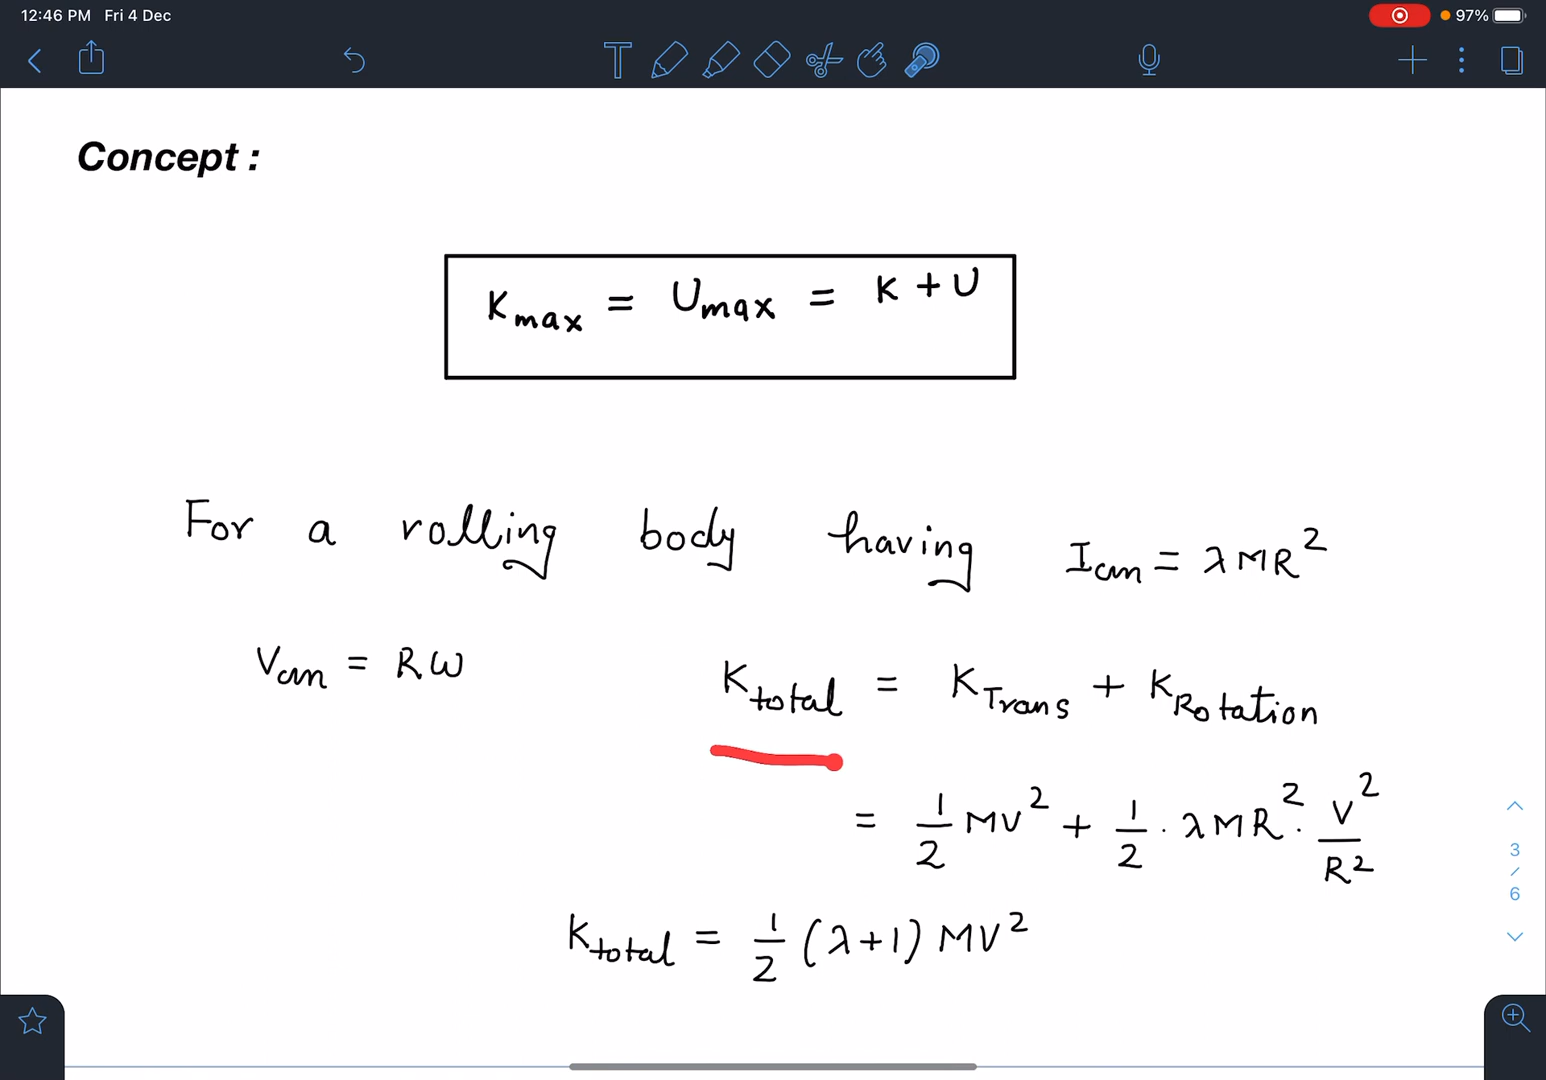 12:46 PM Fri 4 Dec
97%
T
Concept :
Kmax = Umax = K + U
For a rolling body having Icm = λMR²
Vcm = Rω
Ktotal = KTrans + KRotation
= 1/2 MV² + 1/2 · λMR² · V²/R²
Ktotal = 1/2 (λ+1) MV²
3
/
6